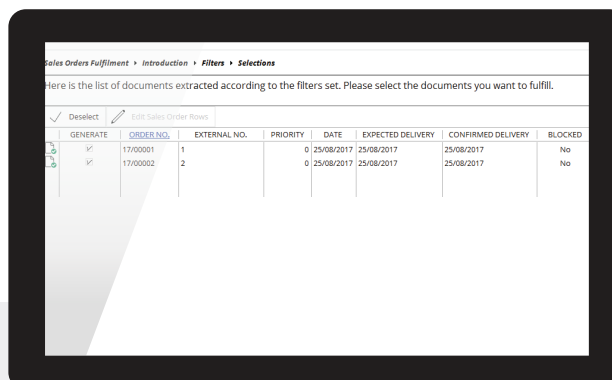 Sales Orders Fulfilment › Introduction › Filters › Selections
Here is the list of documents extracted according to the filters set. Please select the documents you want to fulfill.
Deselect Edit Sales Order Rows
GENERATE ORDER NO. EXTERNAL NO. PRIORITY DATE EXPECTED DELIVERY CONFIRMED DELIVERY BLOCKED
17/00001 1 0 25/08/2017 25/08/2017 25/08/2017 No
17/00002 2 0 25/08/2017 25/08/2017 25/08/2017 No